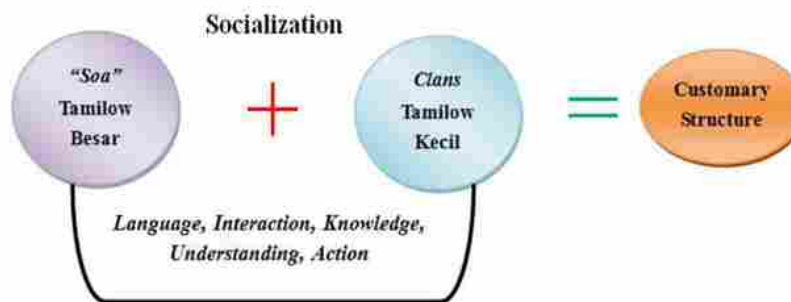 Socialization
“Soa”
Tamilow
Besar
+
Clans
Tamilow
Kecil
=
Customary
Structure
Language, Interaction, Knowledge,
Understanding, Action